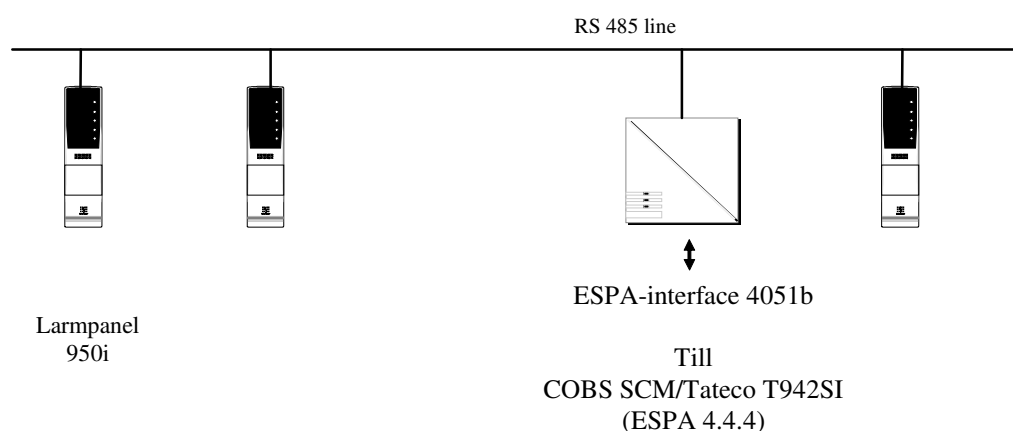 RS 485 line
ESPA-interface 4051b
Larmpanel
950i
Till
COBS SCM/Tateco T942SI
(ESPA 4.4.4)